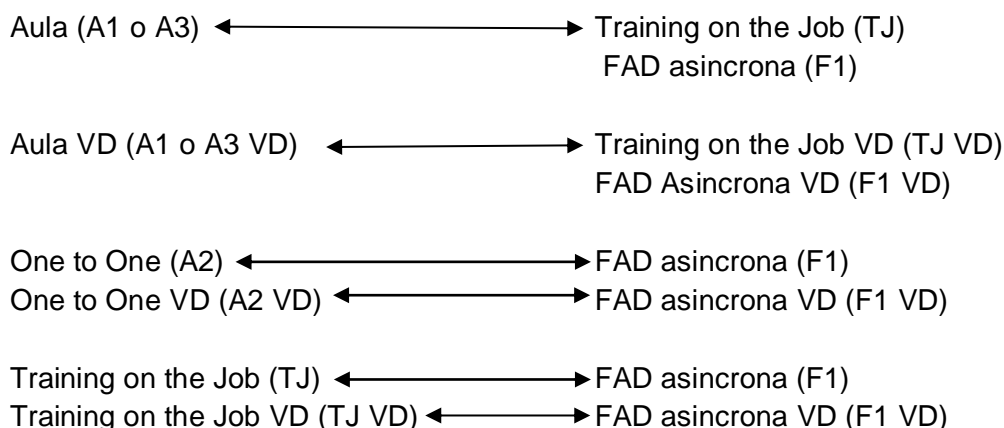 Aula (A1 o A3) Training on the Job (TJ)
FAD asincrona (F1)
Aula VD (A1 o A3 VD) Training on the Job VD (TJ VD)
FAD Asincrona VD (F1 VD)
One to One (A2) FAD asincrona (F1)
One to One VD (A2 VD) FAD asincrona VD (F1 VD)
Training on the Job (TJ) FAD asincrona (F1)
Training on the Job VD (TJ VD) FAD asincrona VD (F1 VD)